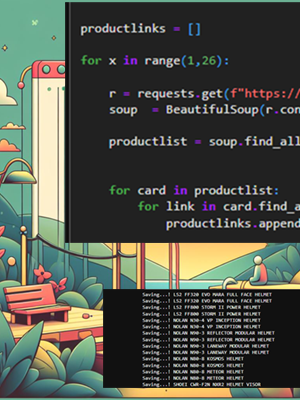 productlinks = []
for x in range(1,26):
r = requests.get(f"https://
soup = BeautifulSoup(r.con
productlist = soup.find_al
for card in productlist:
for link in card.find_a
productlinks.append
Saving...! LS2 FF320 EVO MARA FULL FACE HELMET
Saving...! LS2 FF320 EVO MARA FULL FACE HELMET
Saving...! LS2 FF800 STORM II POWER HELMET
Saving...! LS2 FF800 STORM II POWER HELMET
Saving...! NOLAN N90-4 VP INCEPTION HELMET
Saving...! NOLAN N90-4 VP INCEPTION HELMET
Saving...! NOLAN N90-3 REFLECTOR MODULAR HELMET
Saving...! NOLAN N90-3 REFLECTOR MODULAR HELMET
Saving...! NOLAN N90-3 LANEWAY MODULAR HELMET
Saving...! NOLAN N90-3 LANEWAY MODULAR HELMET
Saving...! NOLAN N80-8 KOSMOS HELMET
Saving...! NOLAN N80-8 KOSMOS HELMET
Saving...! NOLAN N80-8 METEOR HELMET
Saving...! NOLAN N80-8 METEOR HELMET
Saving...! SHOEI CWR-FIN NXR2 HELMET VISOR